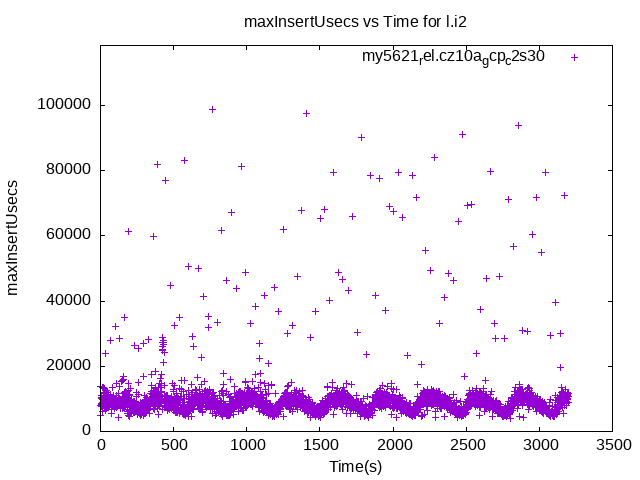 maxInsertUsecs vs Time for l.i2
my5621_rel.cz10a_gcp_c2s30
maxInsertUsecs
100000
80000
60000
40000
20000
0
0 500 1000 1500 2000 2500 3000 3500
Time(s)